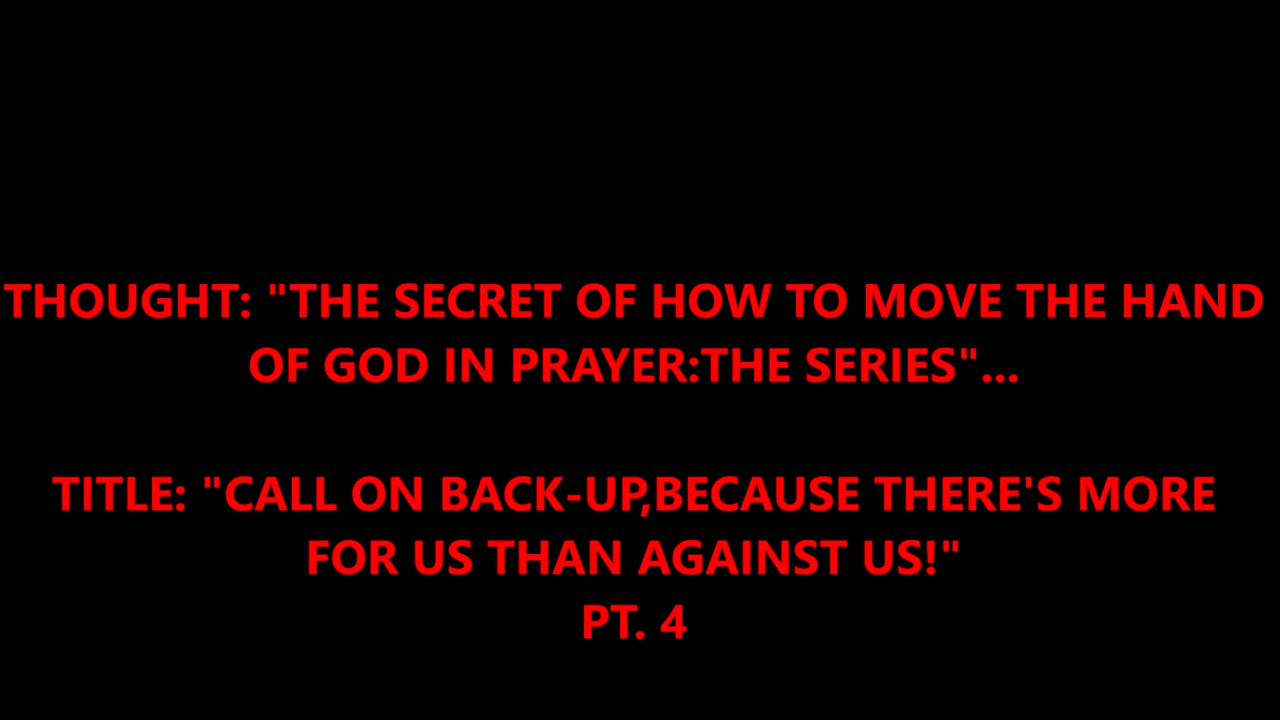 THOUGHT: "THE SECRET OF HOW TO MOVE THE HAND
OF GOD IN PRAYER:THE SERIES"...
TITLE: "CALL ON BACK-UP,BECAUSE THERE'S MORE
FOR US THAN AGAINST US!"
PT. 4